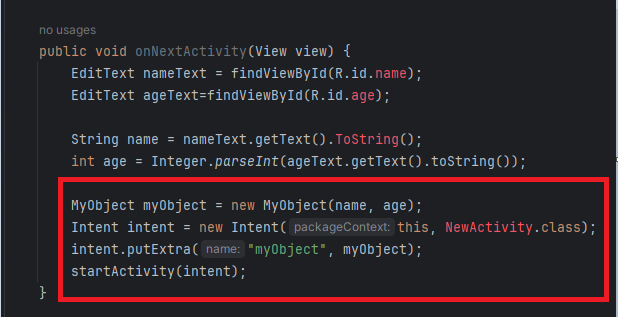 no usages
public void onNextActivity(View view) {
EditText nameText = findViewById(R.id.name);
EditText ageText=findViewById(R.id.age);
String name = nameText.getText().ToString();
int age = Integer.parseInt(ageText.getText().toString());
MyObject myObject = new MyObject(name, age);
Intent intent = new Intent( packageContext: this, NewActivity.class);
intent.putExtra( name: "myObject", myObject);
startActivity(intent);
}